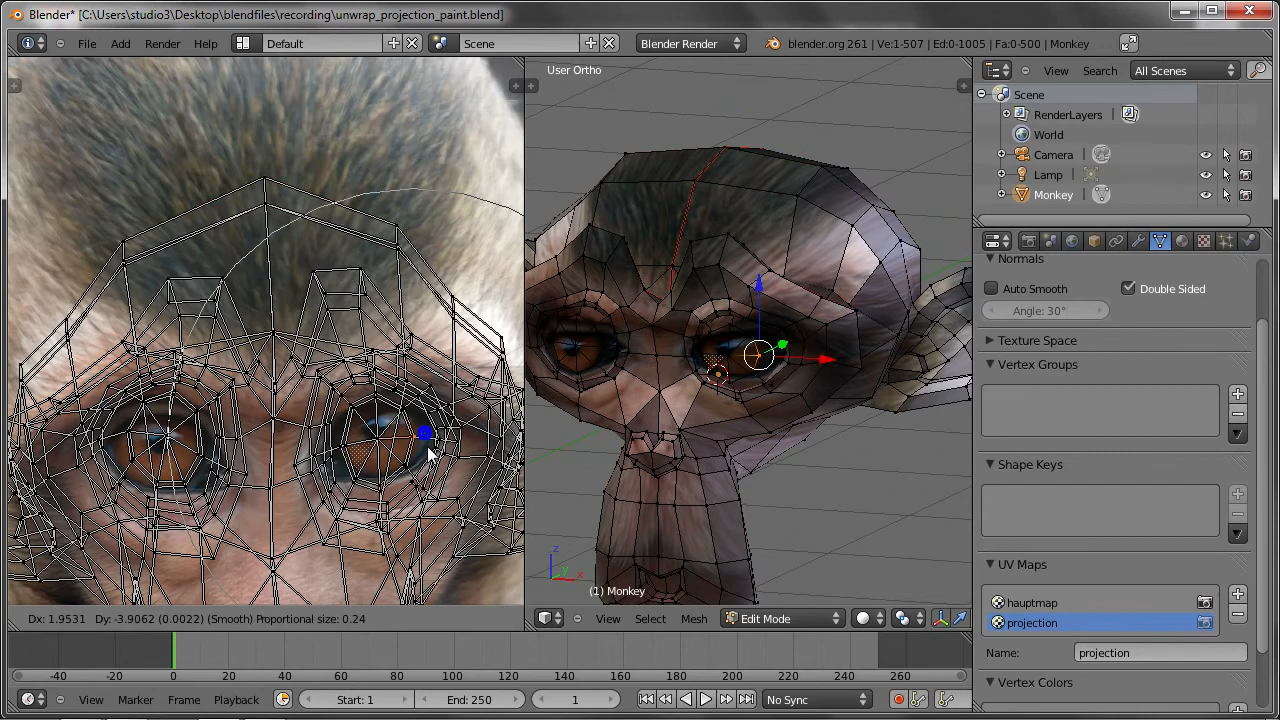 Blender* [C:\Users\studio3\Desktop\blendfiles\recording\unwrap_projection_paint.blend]
File Add Render Help Default Scene Blender Render blender.org 261 | Ve:1-507 | Ed:0-1005 | Fa:0-500 | Monkey
User Ortho
View Search All Scenes
Scene
RenderLayers
World
Camera
Lamp
Monkey
Normals
Auto Smooth Double Sided
Angle: 30°
Texture Space
Vertex Groups
Shape Keys
UV Maps
hauptmap
projection
Name: projection
Vertex Colors
z
y
x
(1) Monkey
Dx: 1.9531 Dy: -3.9062 (0.0022) (Smooth) Proportional size: 0.24
View Select Mesh Edit Mode
-40 -20 0 20 40 60 80 100 120 140 160 180 200 220 240 260
View Marker Frame Playback Start: 1 End: 250 1 No Sync